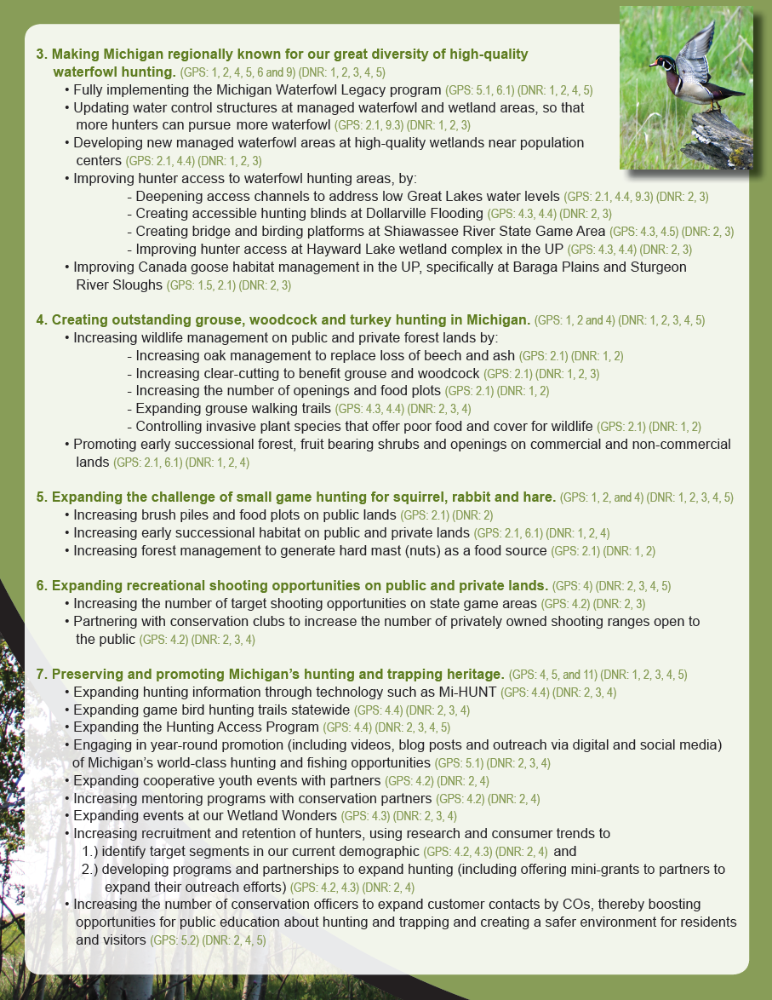 3. Making Michigan regionally known for our great diversity of high-quality
waterfowl hunting. (GPS: 1, 2, 4, 5, 6 and 9) (DNR: 1, 2, 3, 4, 5)
• Fully implementing the Michigan Waterfowl Legacy program (GPS: 5.1, 6.1) (DNR: 1, 2, 4, 5)
• Updating water control structures at managed waterfowl and wetland areas, so that
more hunters can pursue more waterfowl (GPS: 2.1, 9.3) (DNR: 1, 2, 3)
• Developing new managed waterfowl areas at high-quality wetlands near population
centers (GPS: 2.1, 4.4) (DNR: 1, 2, 3)
• Improving hunter access to waterfowl hunting areas, by:
- Deepening access channels to address low Great Lakes water levels (GPS: 2.1, 4.4, 9.3) (DNR: 2, 3)
- Creating accessible hunting blinds at Dollarville Flooding (GPS: 4.3, 4.4) (DNR: 2, 3)
- Creating bridge and birding platforms at Shiawassee River State Game Area (GPS: 4.3, 4.5) (DNR: 2, 3)
- Improving hunter access at Hayward Lake wetland complex in the UP (GPS: 4.3, 4.4) (DNR: 2, 3)
• Improving Canada goose habitat management in the UP, specifically at Baraga Plains and Sturgeon
River Sloughs (GPS: 1.5, 2.1) (DNR: 2, 3)
4. Creating outstanding grouse, woodcock and turkey hunting in Michigan. (GPS: 1, 2 and 4) (DNR: 1, 2, 3, 4, 5)
• Increasing wildlife management on public and private forest lands by:
- Increasing oak management to replace loss of beech and ash (GPS: 2.1) (DNR: 1, 2)
- Increasing clear-cutting to benefit grouse and woodcock (GPS: 2.1) (DNR: 1, 2, 3)
- Increasing the number of openings and food plots (GPS: 2.1) (DNR: 1, 2)
- Expanding grouse walking trails (GPS: 4.3, 4.4) (DNR: 2, 3, 4)
- Controlling invasive plant species that offer poor food and cover for wildlife (GPS: 2.1) (DNR: 1, 2)
• Promoting early successional forest, fruit bearing shrubs and openings on commercial and non-commercial
lands (GPS: 2.1, 6.1) (DNR: 1, 2, 4)
5. Expanding the challenge of small game hunting for squirrel, rabbit and hare. (GPS: 1, 2, and 4) (DNR: 1, 2, 3, 4, 5)
• Increasing brush piles and food plots on public lands (GPS: 2.1) (DNR: 2)
• Increasing early successional habitat on public and private lands (GPS: 2.1, 6.1) (DNR: 1, 2, 4)
• Increasing forest management to generate hard mast (nuts) as a food source (GPS: 2.1) (DNR: 1, 2)
6. Expanding recreational shooting opportunities on public and private lands. (GPS: 4) (DNR: 2, 3, 4, 5)
• Increasing the number of target shooting opportunities on state game areas (GPS: 4.2) (DNR: 2, 3)
• Partnering with conservation clubs to increase the number of privately owned shooting ranges open to
the public (GPS: 4.2) (DNR: 2, 3, 4)
7. Preserving and promoting Michigan's hunting and trapping heritage. (GPS: 4, 5, and 11) (DNR: 1, 2, 3, 4, 5)
• Expanding hunting information through technology such as Mi-HUNT (GPS: 4.4) (DNR: 2, 3, 4)
• Expanding game bird hunting trails statewide (GPS: 4.4) (DNR: 2, 3, 4)
• Expanding the Hunting Access Program (GPS: 4.4) (DNR: 2, 3, 4, 5)
• Engaging in year-round promotion (including videos, blog posts and outreach via digital and social media)
of Michigan's world-class hunting and fishing opportunities (GPS: 5.1) (DNR: 2, 3, 4)
• Expanding cooperative youth events with partners (GPS: 4.2) (DNR: 2, 4)
• Increasing mentoring programs with conservation partners (GPS: 4.2) (DNR: 2, 4)
• Expanding events at our Wetland Wonders (GPS: 4.3) (DNR: 2, 3, 4)
• Increasing recruitment and retention of hunters, using research and consumer trends to
1.) identify target segments in our current demographic (GPS: 4.2, 4.3) (DNR: 2, 4) and
2.) developing programs and partnerships to expand hunting (including offering mini-grants to partners to
expand their outreach efforts) (GPS: 4.2, 4.3) (DNR: 2, 4)
• Increasing the number of conservation officers to expand customer contacts by COs, thereby boosting
opportunities for public education about hunting and trapping and creating a safer environment for residents
and visitors (GPS: 5.2) (DNR: 2, 4, 5)